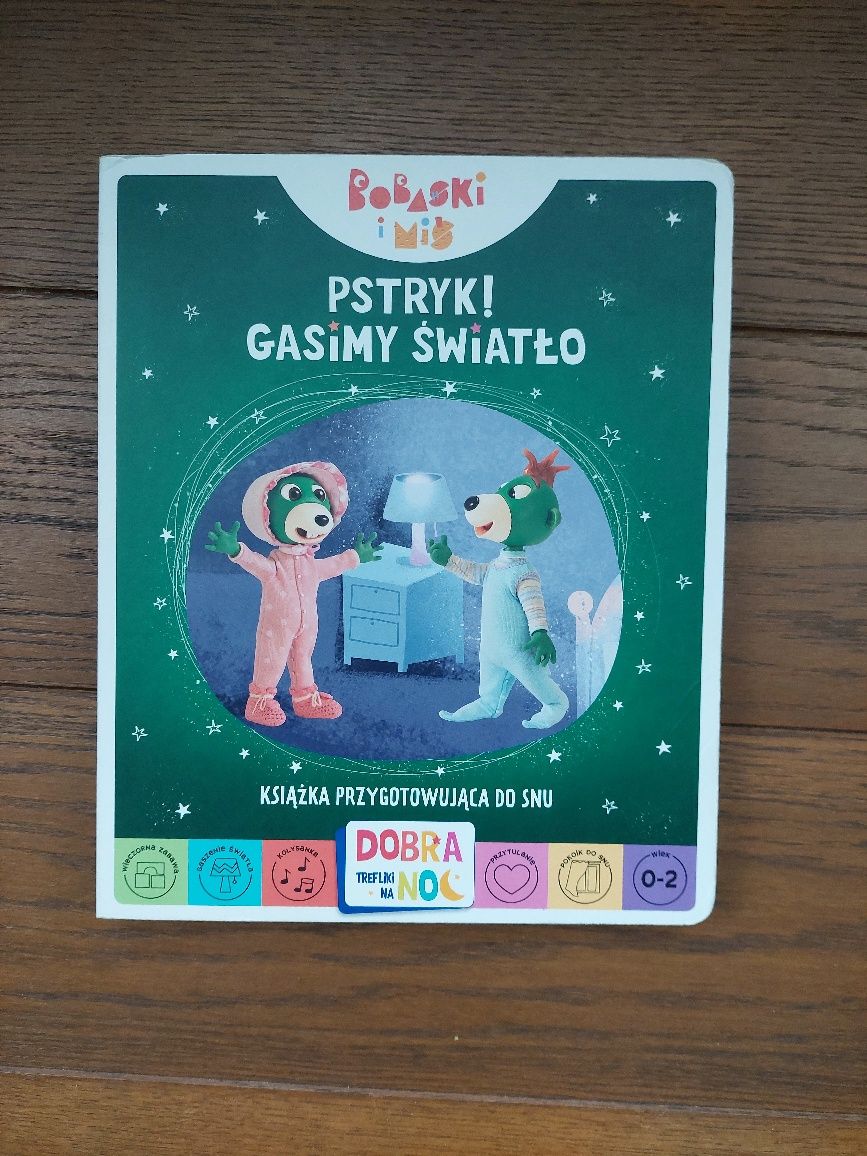 BOBASKI
i MiŚ
PSTRYK!
GASiMY ŚWiATŁO
KSIĄŻKA PRZYGOTOWUJĄCA DO SNU
WIECZORNA ZABAWA
GASZENIE ŚWIATŁA
KOŁYSANKA
DOBRA
TREFLIKI
NA
NOC
PRZYTULANIE
POKOIK DO SNU
WIEK
0-2